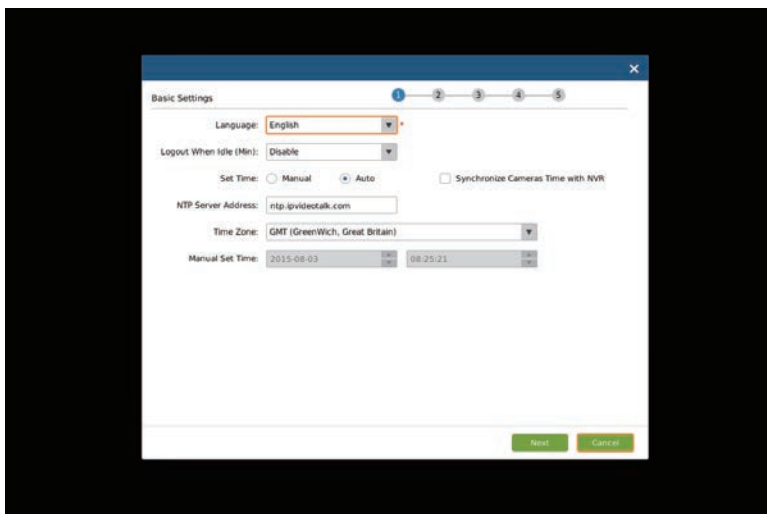 Basic Settings 1 2 3 4 5
Language: English *
Logout When Idle (Min): Disable
Set Time: Manual Auto Synchronize Cameras Time with NVR
NTP Server Address: ntp.ipvideotalk.com
Time Zone: GMT (GreenWich, Great Britain)
Manual Set Time: 2015-08-03 08:25:21
Next Cancel